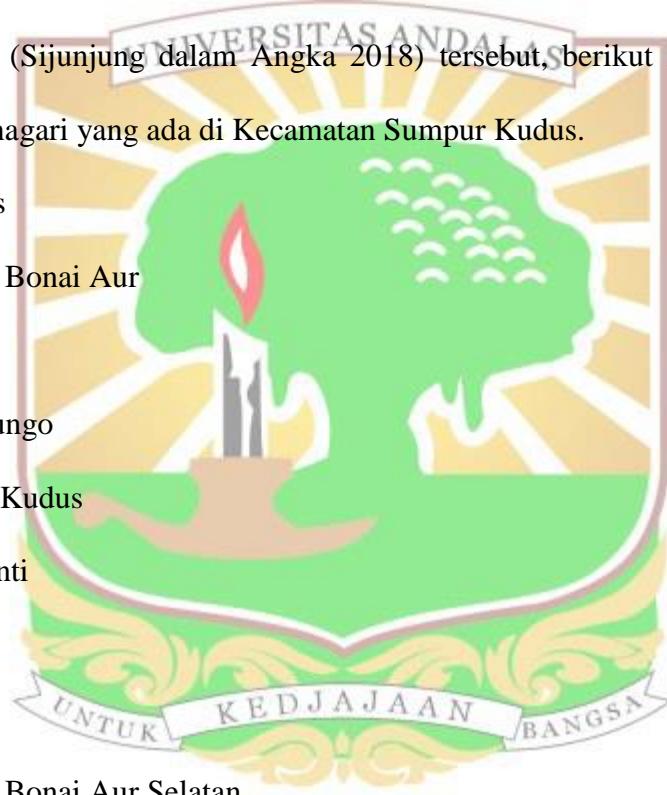 UNIVERSITAS ANDALAS
(Sijunjung dalam Angka 2018) tersebut, berikut
nagari yang ada di Kecamatan Sumpur Kudus.
s
Bonai Aur
ungo
Kudus
nti
UNTUK KEDJAJAAN BANGSA
Bonai Aur Selatan